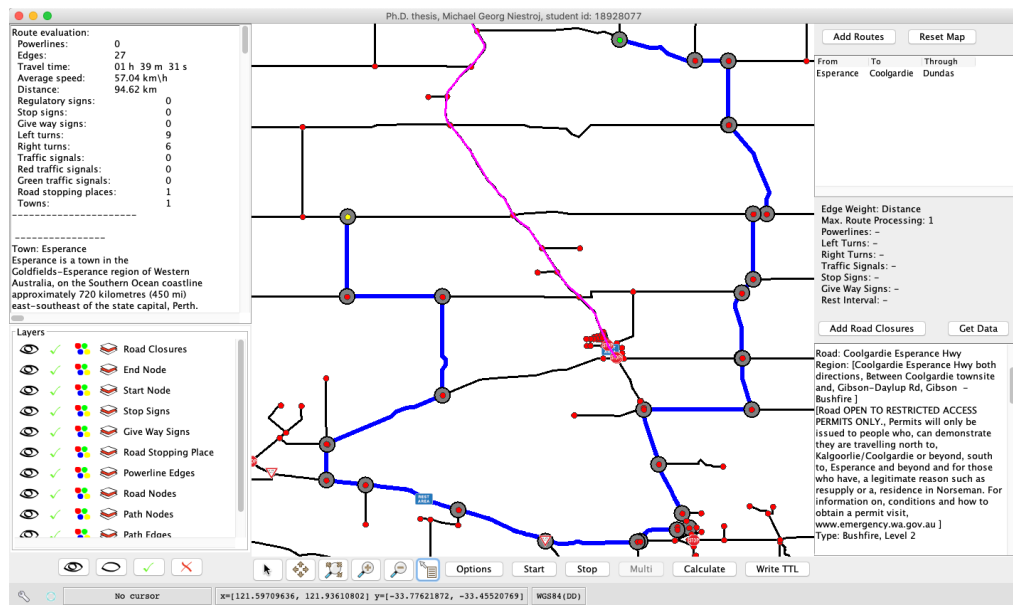 Ph.D. thesis, Michael Georg Niestroj, student id: 18928077
Route evaluation:
Powerlines: 0
Edges: 27
Travel time: 01 h 39 m 31 s
Average speed: 57.04 km\h
Distance: 94.62 km
Regulatory signs: 0
Stop signs: 0
Give way signs: 0
Left turns: 9
Right turns: 6
Traffic signals: 0
Red traffic signals: 0
Green traffic signals: 0
Road stopping places: 1
Towns: 1
-----------------------
----------------
Town: Esperance
Esperance is a town in the
Goldfields-Esperance region of Western
Australia, on the Southern Ocean coastline
approximately 720 kilometres (450 mi)
east-southeast of the state capital, Perth.
Layers
Road Closures
End Node
Start Node
Stop Signs
Give Way Signs
Road Stopping Place
Powerline Edges
Road Nodes
Path Nodes
Path Edges
REST
AREA
STOP
Add Routes Reset Map
From To Through
Esperance Coolgardie Dundas
Edge Weight: Distance
Max. Route Processing: 1
Powerlines: -
Left Turns: -
Right Turns: -
Traffic Signals: -
Stop Signs: -
Give Way Signs: -
Rest Interval: -
Add Road Closures Get Data
Road: Coolgardie Esperance Hwy
Region: [Coolgardie Esperance Hwy both
directions, Between Coolgardie townsite
and, Gibson-Daylup Rd, Gibson -
Bushfire ]
[Road OPEN TO RESTRICTED ACCESS
PERMITS ONLY., Permits will only be
issued to people who, can demonstrate
they are travelling north to,
Kalgoorlie/Coolgardie or beyond, south
to, Esperance and beyond and for those
who have, a legitimate reason such as
resupply or a, residence in Norseman. For
information on, conditions and how to
obtain a permit visit,
www.emergency.wa.gov.au ]
Type: Bushfire, Level 2
Options Start Stop Multi Calculate Write TTL
No cursor x=[121.59709636, 121.93610802] y=[-33.77621872, -33.45520769] WGS84(DD)